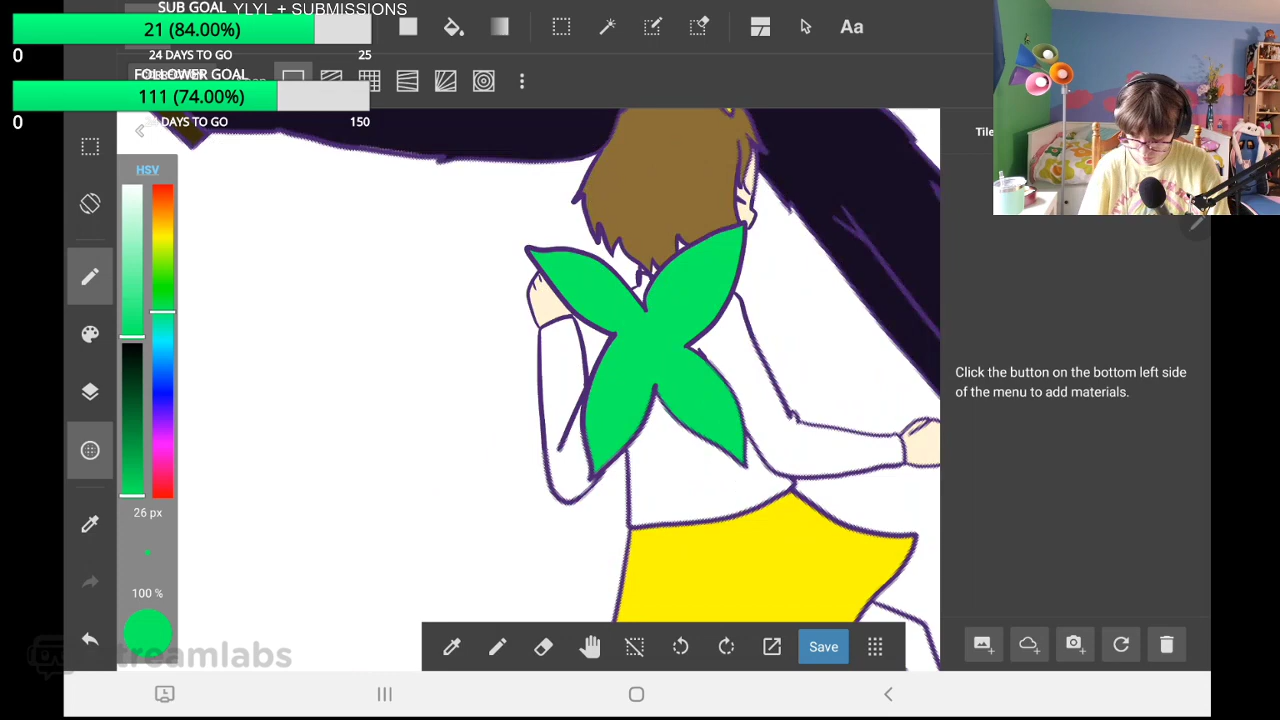 SUB GOAL
YLYL + SUBMISSIONS
21 (84.00%)
0
24 DAYS TO GO
25
FOLLOWER GOAL
111 (74.00%)
0
24 DAYS TO GO
150
HSV
26 px
100 %
Aa
Tile
Click the button on the bottom left side
of the menu to add materials.
Save
streamlabs